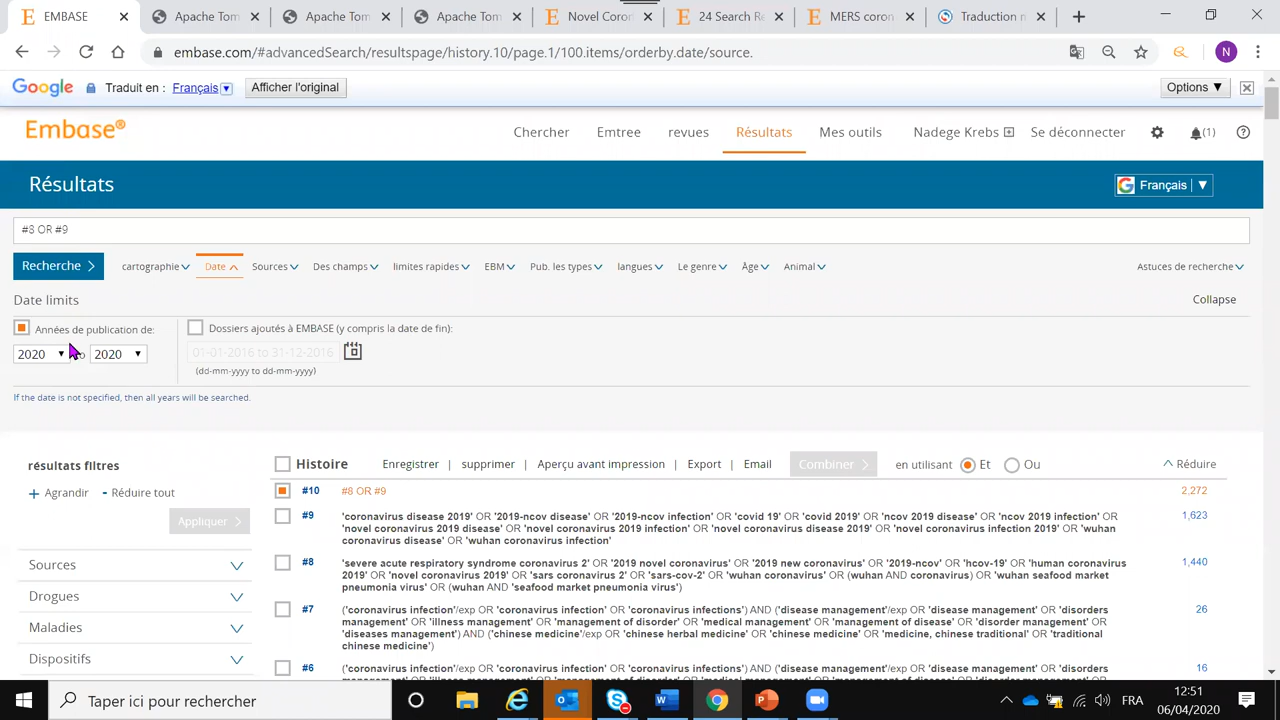 EMBASE
Apache Tom
Apache Tom
Apache Tom
Novel Coror
24 Search Re
MERS coron
Traduction m
embase.com/#advancedSearch/resultspage/history.10/page.1/100.items/orderby.date/source.
N
Google Traduit en : Français Afficher l'original Options ▼
Embase® Chercher Emtree revues Résultats Mes outils Nadege Krebs Se déconnecter (1)
Résultats
G Français ▼
#8 OR #9
Recherche cartographie Date Sources Des champs limites rapides EBM Pub. les types langues Le genre Âge Animal Astuces de recherche
Date limits Collapse
Années de publication de: Dossiers ajoutés à EMBASE (y compris la date de fin):
2020 2020 01-01-2016 to 31-12-2016
(dd-mm-yyyy to dd-mm-yyyy)
If the date is not specified, then all years will be searched.
résultats filtres
+ Agrandir - Réduire tout
Appliquer
Sources
Drogues
Maladies
Dispositifs
Histoire Enregistrer | supprimer | Aperçu avant impression | Export | Email Combiner en utilisant Et Ou Réduire
#10 #8 OR #9 2,272
#9 'coronavirus disease 2019' OR '2019-ncov disease' OR '2019-ncov infection' OR 'covid 19' OR 'covid 2019' OR 'ncov 2019 disease' OR 'ncov 2019 infection' OR 1,623
'novel coronavirus 2019 disease' OR 'novel coronavirus 2019 infection' OR 'novel coronavirus disease 2019' OR 'novel coronavirus infection 2019' OR 'wuhan
coronavirus disease' OR 'wuhan coronavirus infection'
#8 'severe acute respiratory syndrome coronavirus 2' OR '2019 novel coronavirus' OR '2019 new coronavirus' OR '2019-ncov' OR 'hcov-19' OR 'human coronavirus 1,440
2019' OR 'novel coronavirus 2019' OR 'sars coronavirus 2' OR 'sars-cov-2' OR 'wuhan coronavirus' OR (wuhan AND coronavirus) OR 'wuhan seafood market
pneumonia virus' OR (wuhan AND 'seafood market pneumonia virus')
#7 ('coronavirus infection'/exp OR 'coronavirus infection' OR 'coronavirus infections') AND ('disease management'/exp OR 'disease management' OR 'disorders 26
management' OR 'illness management' OR 'management of disorder' OR 'medical management' OR 'management of disease' OR 'disorder management' OR
'diseases management') AND ('chinese medicine'/exp OR 'chinese herbal medicine' OR 'chinese medicine' OR 'medicine, chinese traditional' OR 'traditional
chinese medicine')
#6 ('coronavirus infection'/exp OR 'coronavirus infection' OR 'coronavirus infections') AND ('disease management'/exp OR 'disease management' OR 'disorders 16
Taper ici pour rechercher
FRA
12:51
06/04/2020